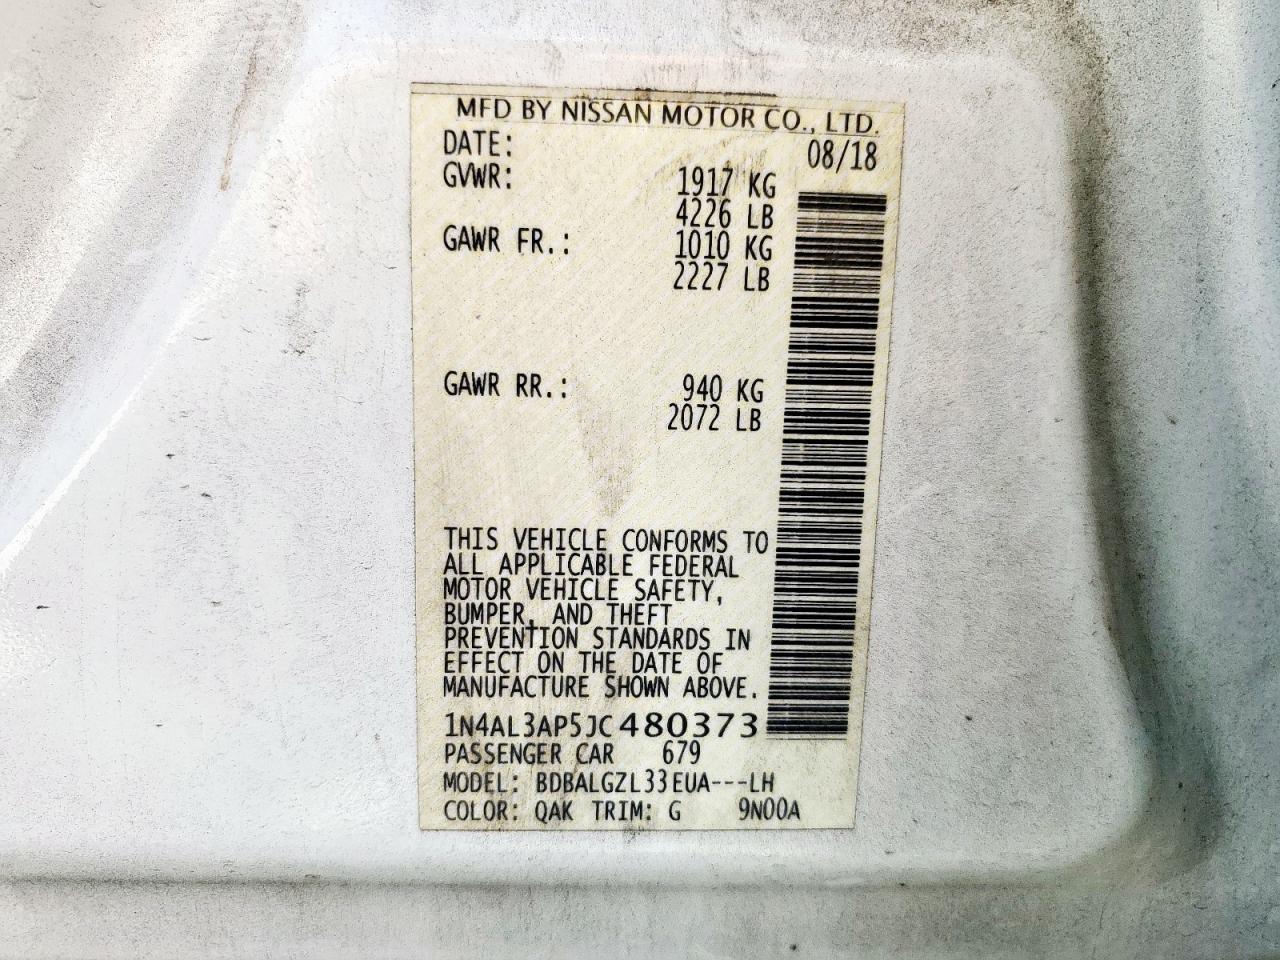 MFD BY NISSAN MOTOR CO., LTD.
DATE: 08/18
GVWR: 1917 KG
4226 LB
GAWR FR.: 1010 KG
2227 LB
GAWR RR.: 940 KG
2072 LB
THIS VEHICLE CONFORMS TO
ALL APPLICABLE FEDERAL
MOTOR VEHICLE SAFETY,
BUMPER, AND THEFT
PREVENTION STANDARDS IN
EFFECT ON THE DATE OF
MANUFACTURE SHOWN ABOVE.
1N4AL3AP5JC480373
PASSENGER CAR 679
MODEL: BDBALGZL33EUA---LH
COLOR: QAK TRIM: G 9N00A